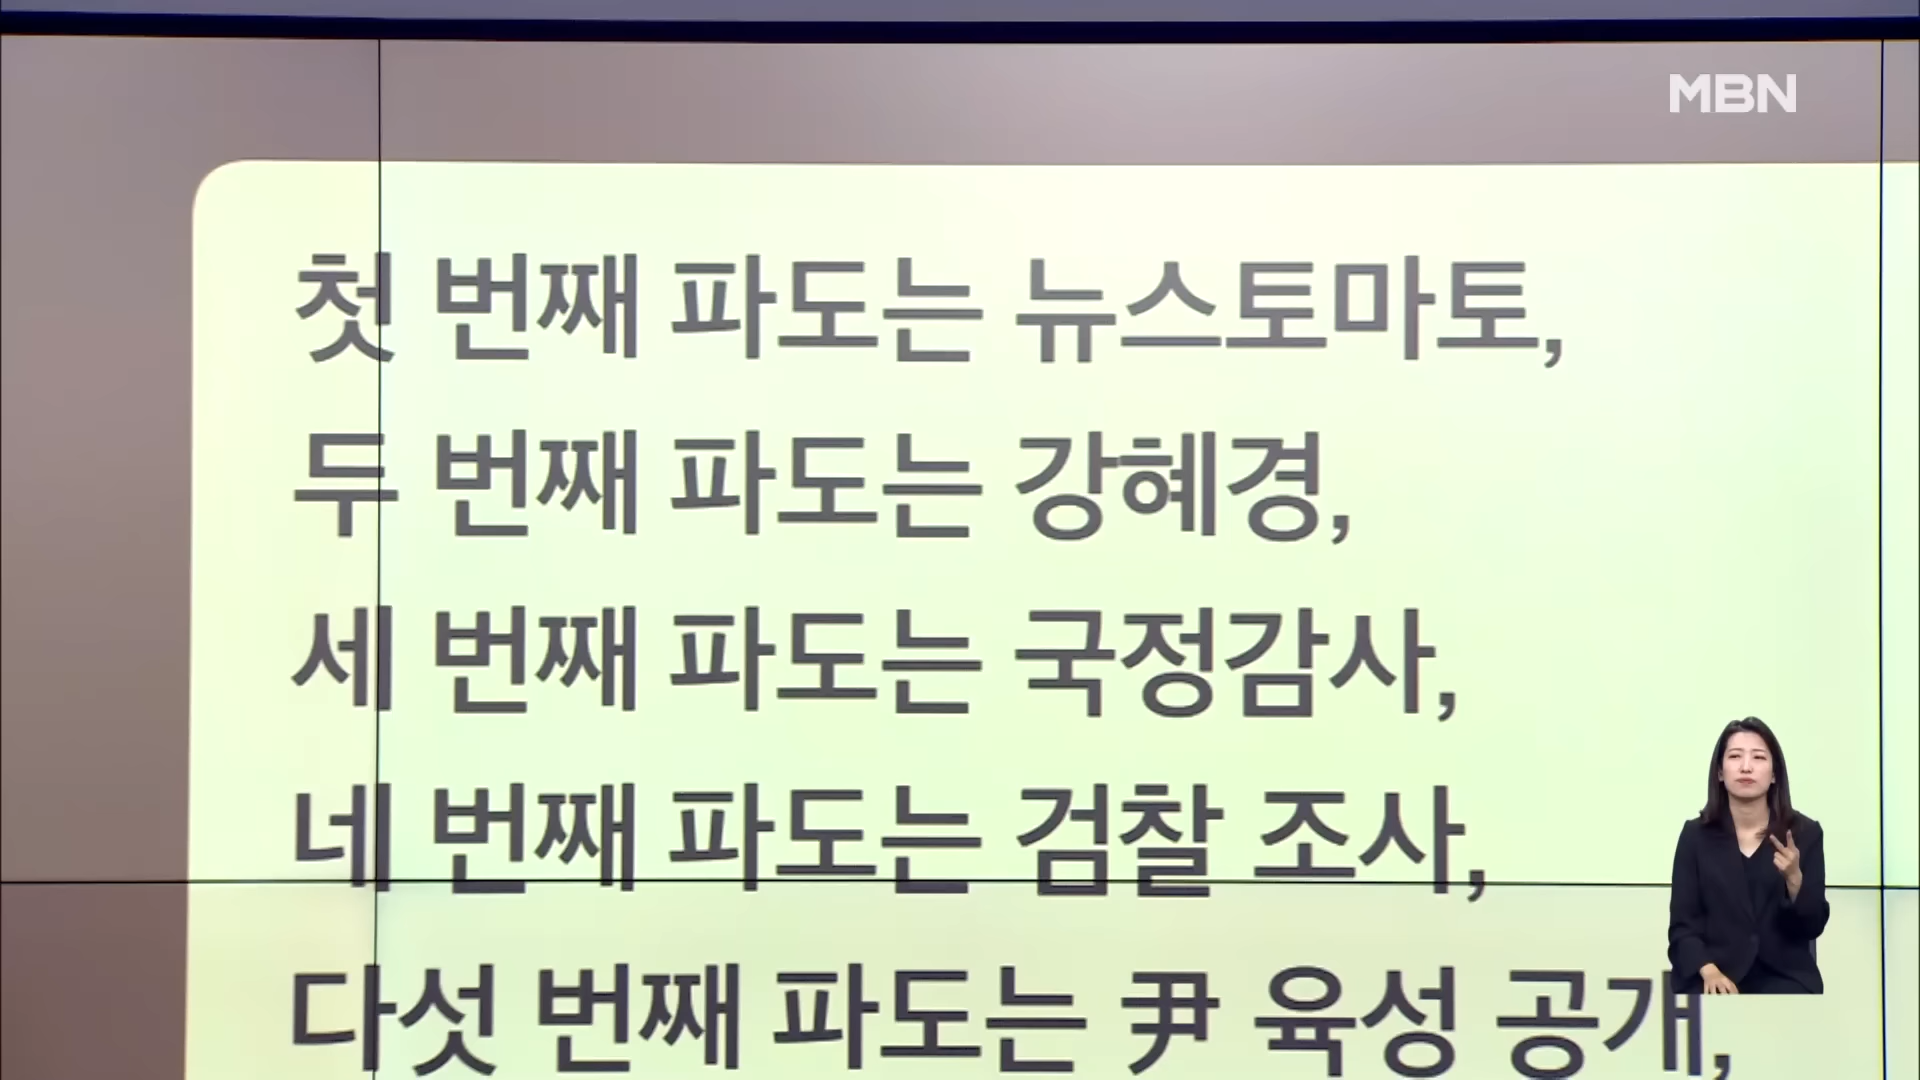 MBN
첫 번째 파도는 뉴스토마토,
두 번째 파도는 강혜경,
세 번째 파도는 국정감사,
네 번째 파도는 검찰 조사,
다섯 번째 파도는 尹 육성 공개,